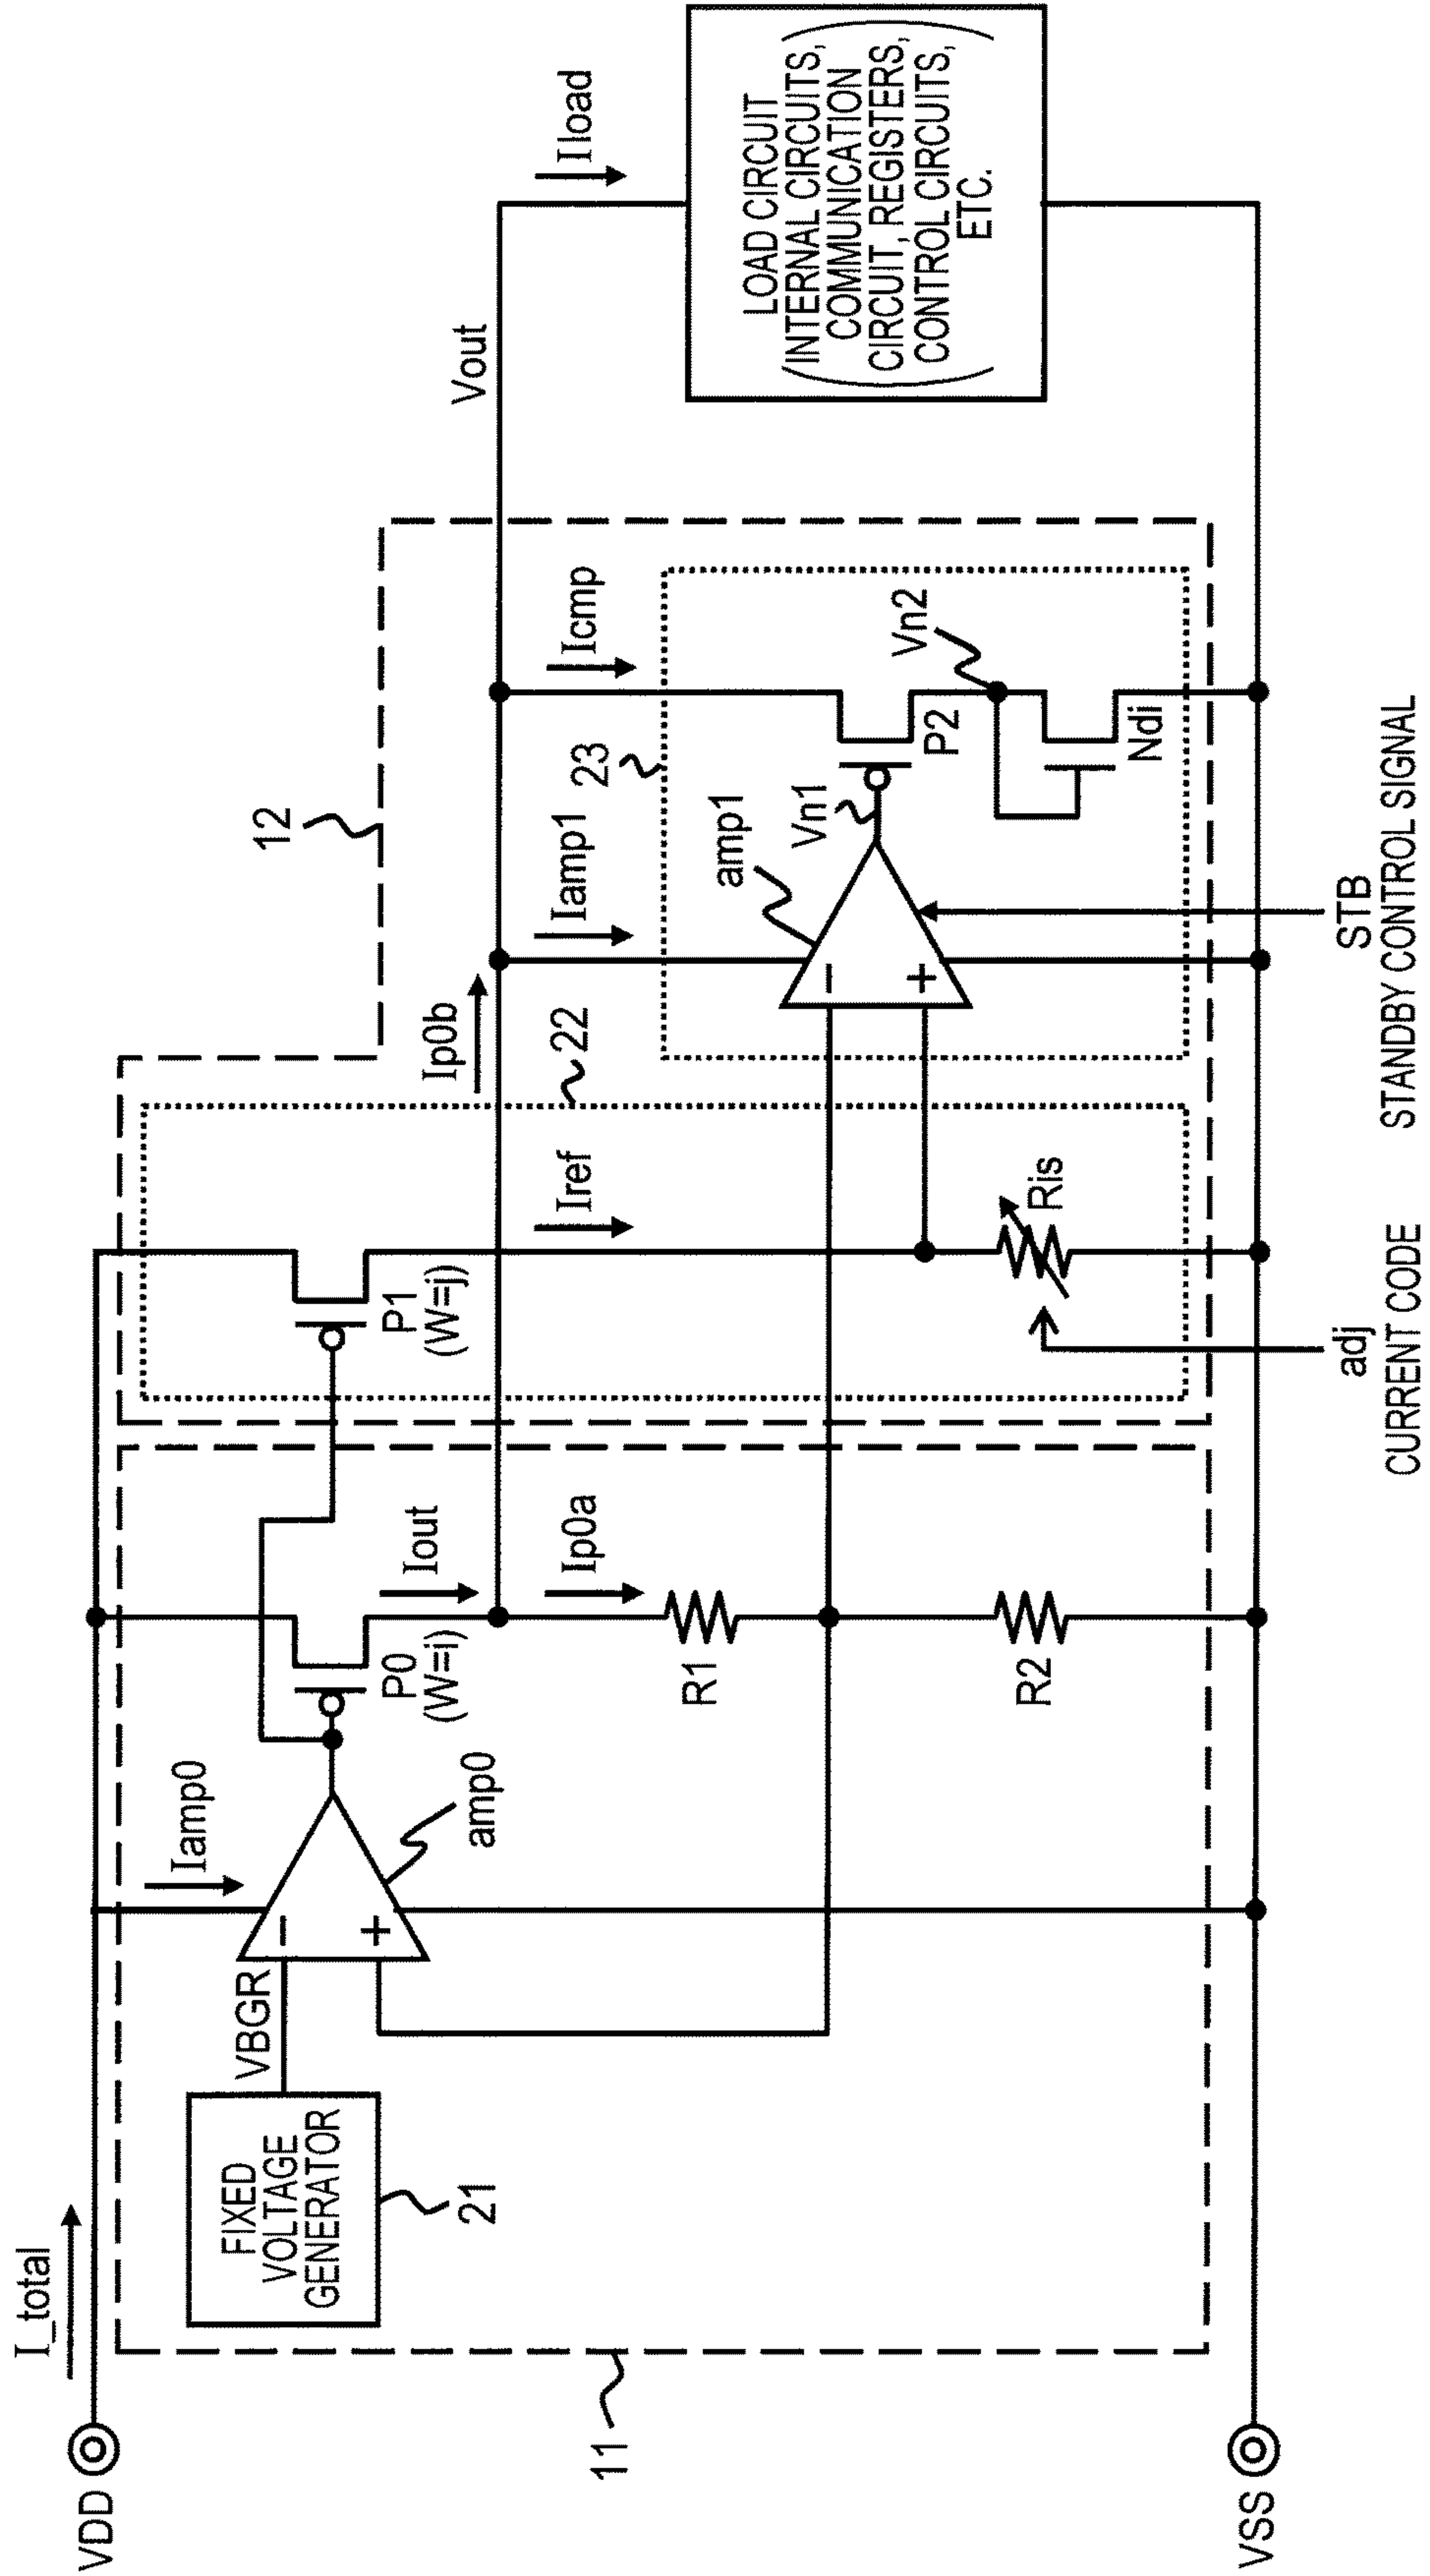 VDD
I_total
11
FIXED
VOLTAGE
GENERATOR
21
VBGR
Iamp0
amp0
−
+
P0
(W=i)
Iout
Ip0a
R1
R2
12
P1
(W=j)
Iref
22
Ris
adj
CURRENT CODE
Ip0b
Iamp1
amp1
−
+
23
Vn1
Icmp
P2
Vn2
Ndi
STB
STANDBY CONTROL SIGNAL
Vout
Iload
LOAD CIRCUIT
(INTERNAL CIRCUITS,
COMMUNICATION
CIRCUIT, REGISTERS,
CONTROL CIRCUITS,
ETC.)
VSS